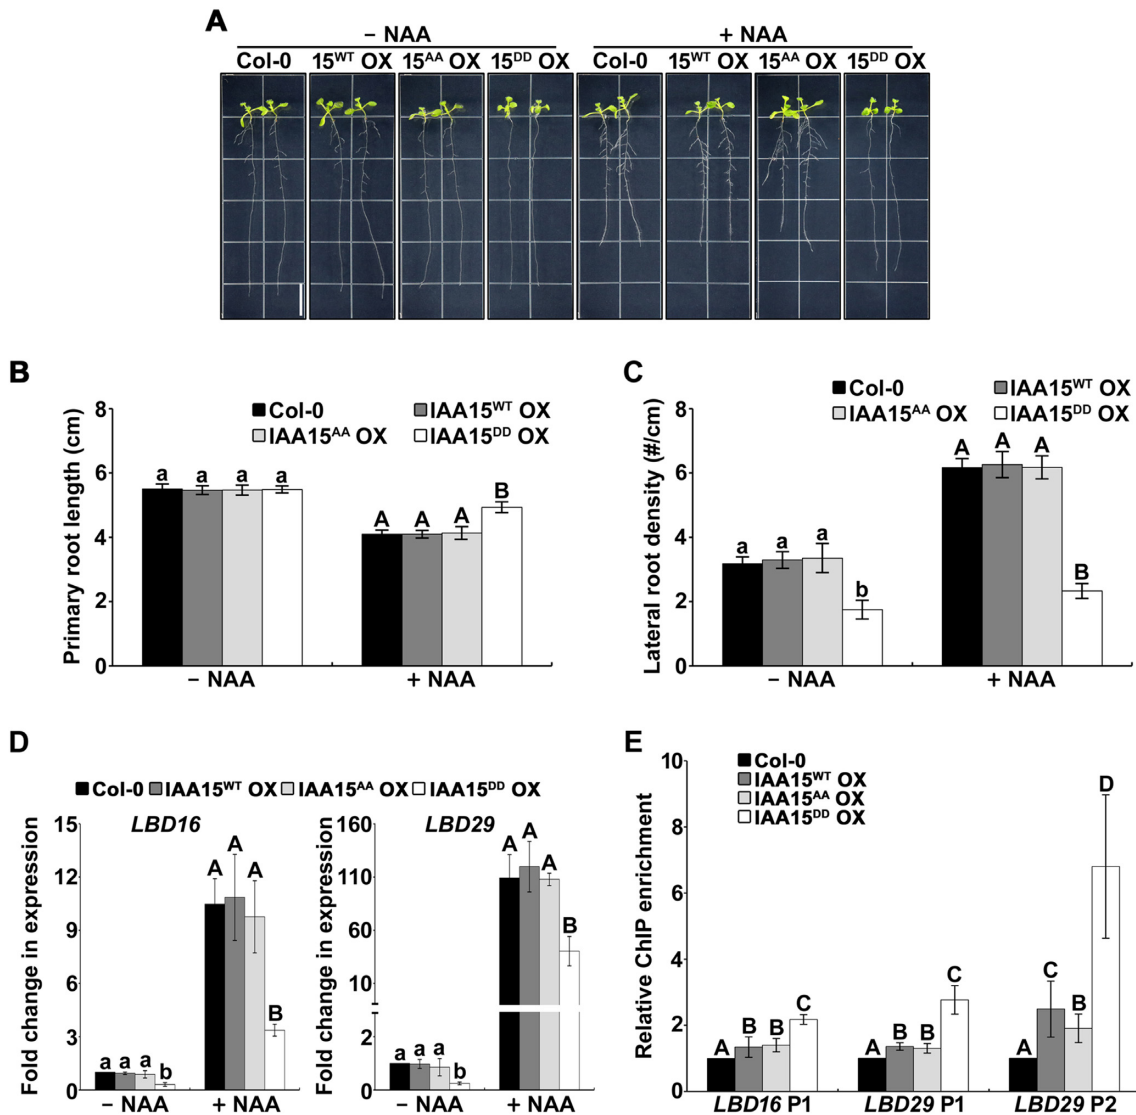 A
− NAA + NAA
Col-0 15WT OX 15AA OX 15DD OX Col-0 15WT OX 15AA OX 15DD OX
B
Col-0 IAA15WT OX
IAA15AA OX IAA15DD OX
Primary root length (cm)
8
6
4
2
0
a a a a A A A B
− NAA + NAA
C
Col-0 IAA15WT OX
IAA15AA OX IAA15DD OX
Lateral root density (#/cm)
8
6
4
2
0
a a a b A A A B
− NAA + NAA
D
Col-0 IAA15WT OX IAA15AA OX IAA15DD OX
LBD16
Fold change in expression
15
12
9
6
3
0
a a a b A A A B
− NAA + NAA
LBD29
Fold change in expression
160
110
60
10
2
0
a a a b A A A B
− NAA + NAA
E
Col-0
IAA15WT OX
IAA15AA OX
IAA15DD OX
Relative ChIP enrichment
10
8
6
4
2
0
A B B C A B B C A C B D
LBD16 P1 LBD29 P1 LBD29 P2